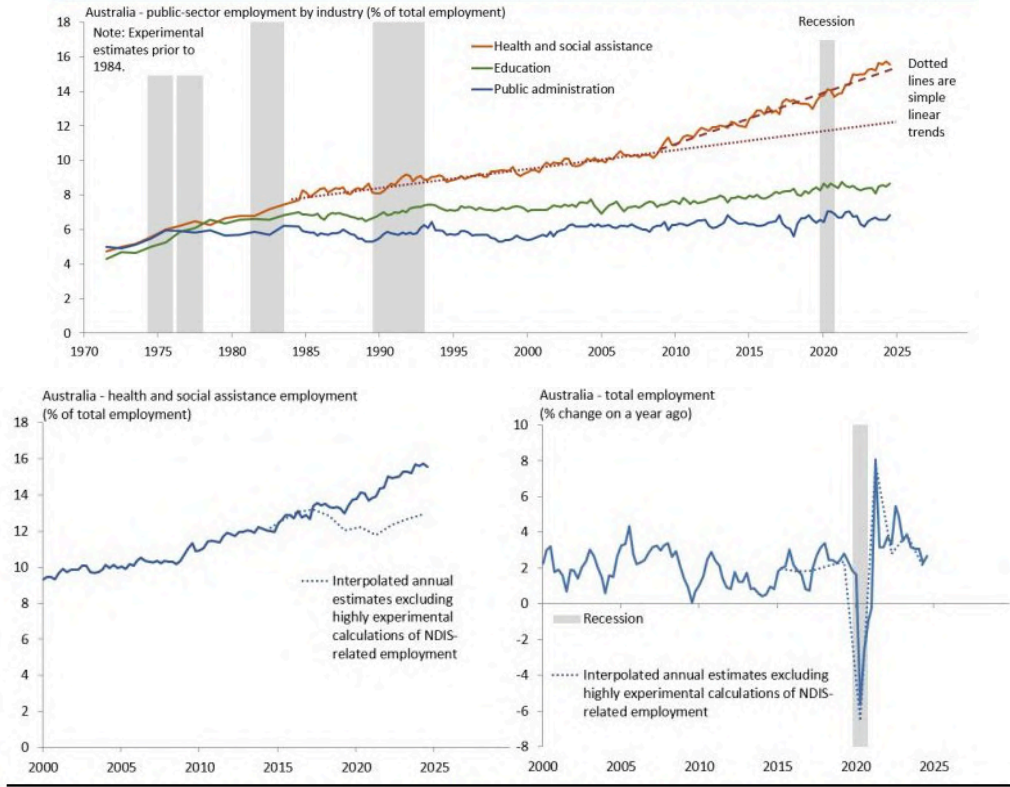 Australia - public-sector employment by industry (% of total employment)
18
16
14
12
10
8
6
4
2
0
Note: Experimental
estimates prior to
1984.
Health and social assistance
Education
Public administration
Recession
Dotted
lines are
simple
linear
trends
1970
1975
1980
1985
1990
1995
2000
2005
2010
2015
2020
2025
Australia - health and social assistance employment
(% of total employment)
18
16
14
12
10
8
6
4
2
0
Interpolated annual
estimates excluding
highly experimental
calculations of NDIS-
related employment
2000
2005
2010
2015
2020
2025
Australia - total employment
(% change on a year ago)
10
8
6
4
2
0
-2
-4
-6
-8
Recession
Interpolated annual estimates excluding
highly experimental calculations of NDIS-
related employment
2000
2005
2010
2015
2020
2025